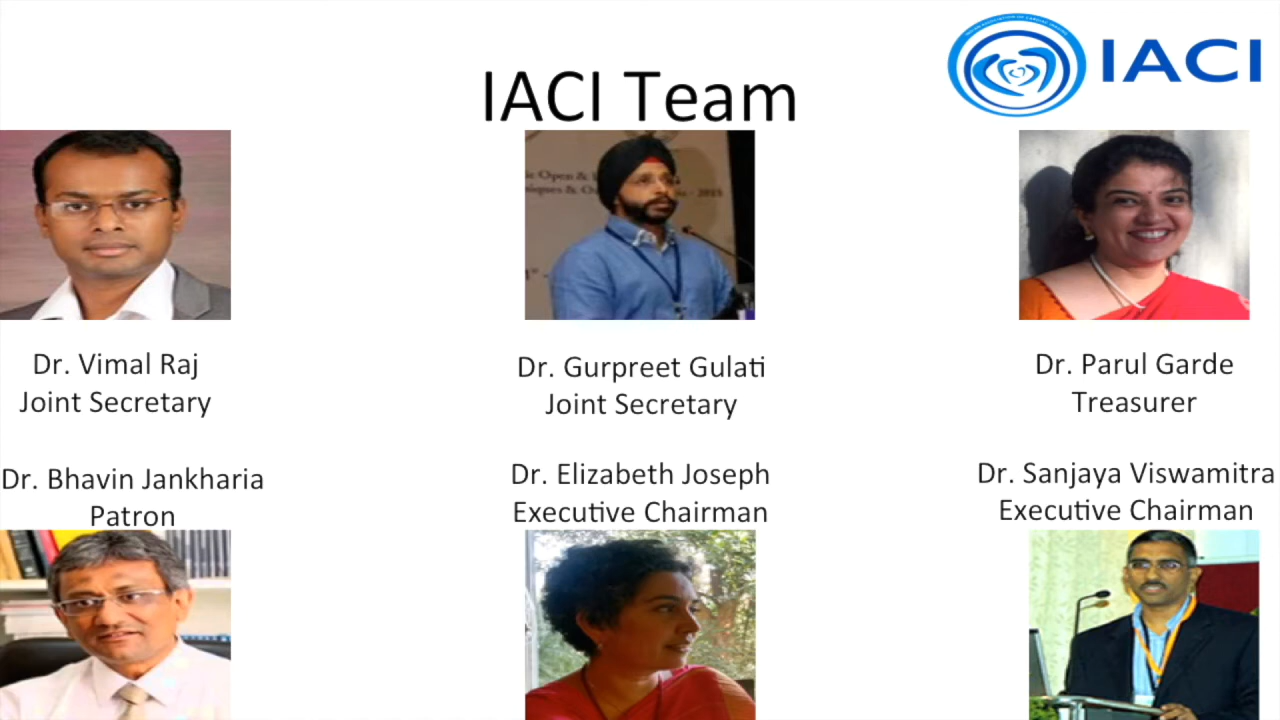 IACI
IACI Team
Dr. Vimal Raj
Joint Secretary
Dr. Gurpreet Gulati
Joint Secretary
Dr. Parul Garde
Treasurer
Dr. Bhavin Jankharia
Patron
Dr. Elizabeth Joseph
Executive Chairman
Dr. Sanjaya Viswamitra
Executive Chairman